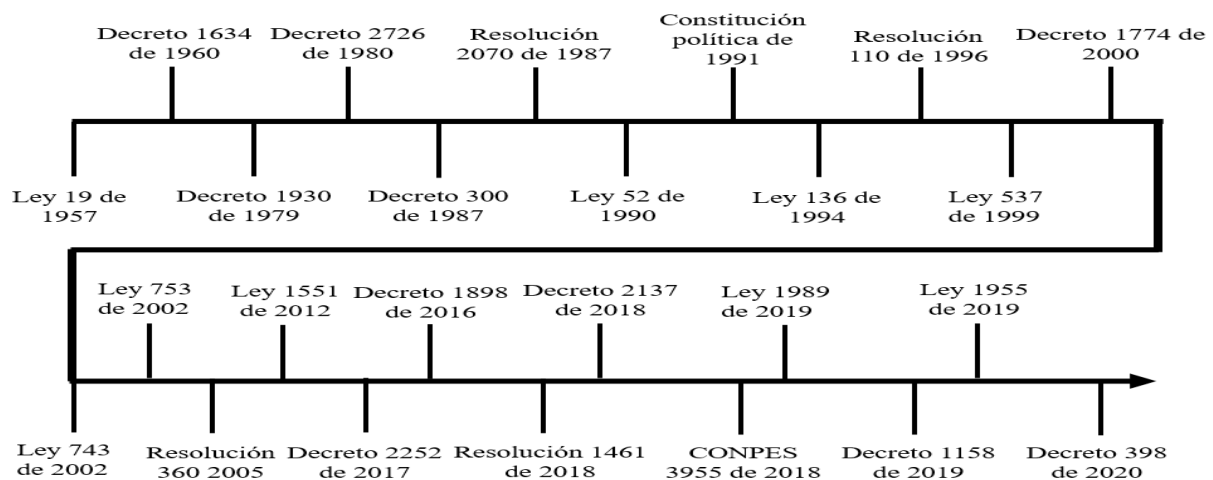 Decreto 1634
de 1960
Decreto 2726
de 1980
Resolución
2070 de 1987
Constitución
política de
1991
Resolución
110 de 1996
Decreto 1774 de
2000
Ley 19 de
1957
Decreto 1930
de 1979
Decreto 300
de 1987
Ley 52 de
1990
Ley 136 de
1994
Ley 537
de 1999
Ley 753
de 2002
Ley 1551
de 2012
Decreto 1898
de 2016
Decreto 2137
de 2018
Ley 1989
de 2019
Ley 1955
de 2019
Ley 743
de 2002
Resolución
360 2005
Decreto 2252
de 2017
Resolución 1461
de 2018
CONPES
3955 de 2018
Decreto 1158
de 2019
Decreto 398
de 2020